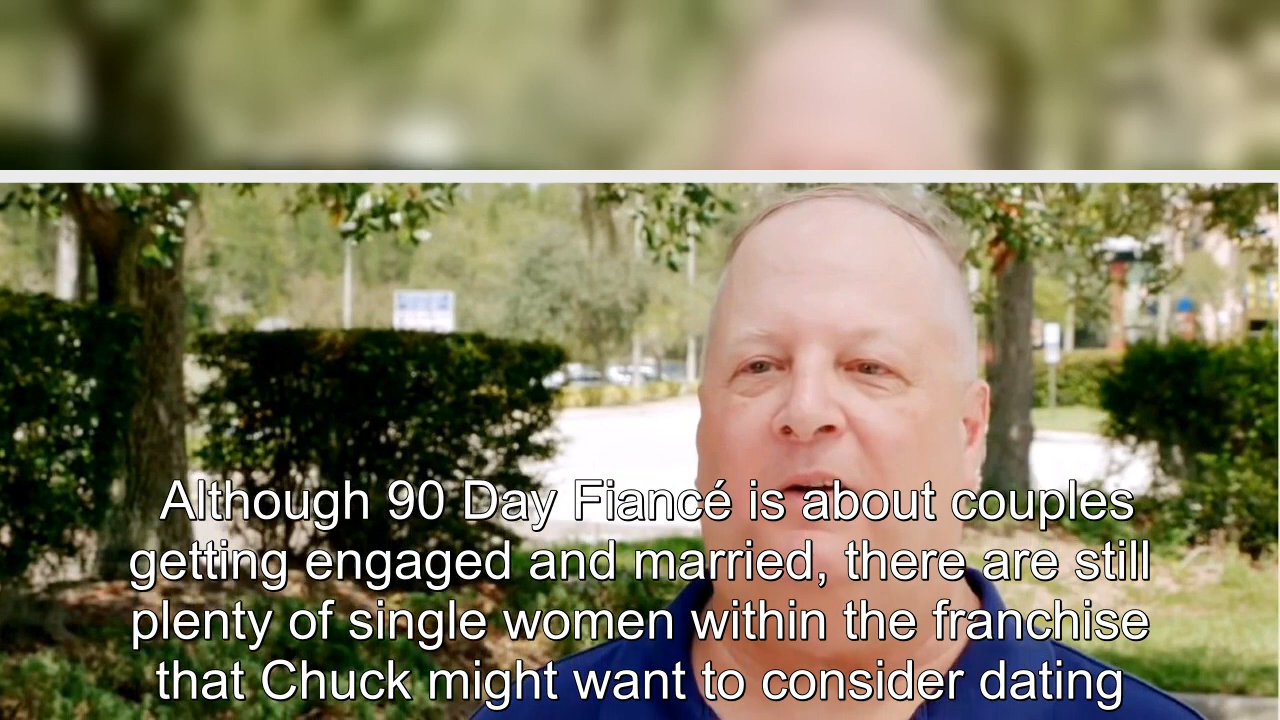 Although 90 Day Fiancé is about couples
getting engaged and married, there are still
plenty of single women within the franchise
that Chuck might want to consider dating